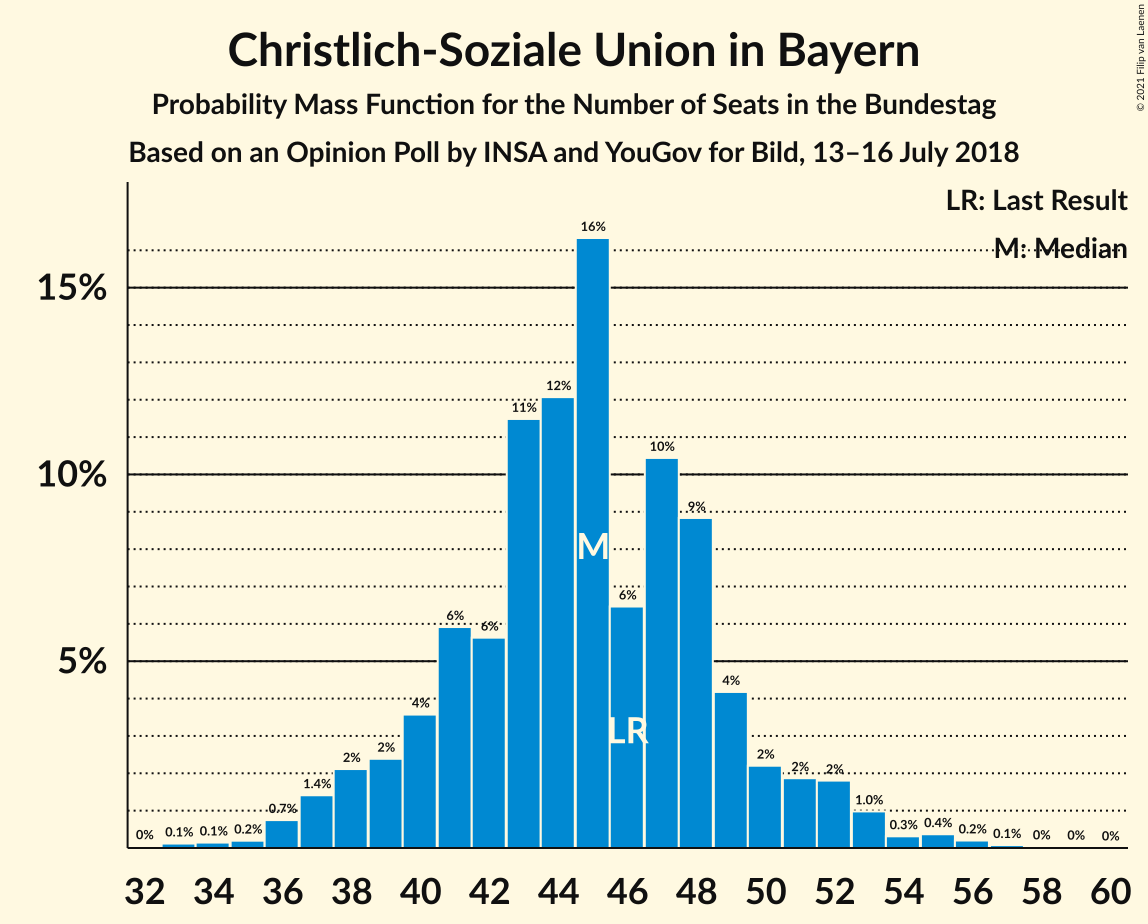 Christlich-Soziale Union in Bayern
Probability Mass Function for the Number of Seats in the Bundestag
Based on an Opinion Poll by INSA and YouGov for Bild, 13–16 July 2018
© 2021 Filip van Laenen
LR: Last Result
M: Median
15%
10%
5%
0% 0.1% 0.1% 0.2% 0.7% 1.4% 2% 2% 4% 6% 6% 11% 12% 16% 6% 10% 9% 4% 2% 2% 2% 1.0% 0.3% 0.4% 0.2% 0.1% 0% 0% 0%
M
LR
32 34 36 38 40 42 44 46 48 50 52 54 56 58 60